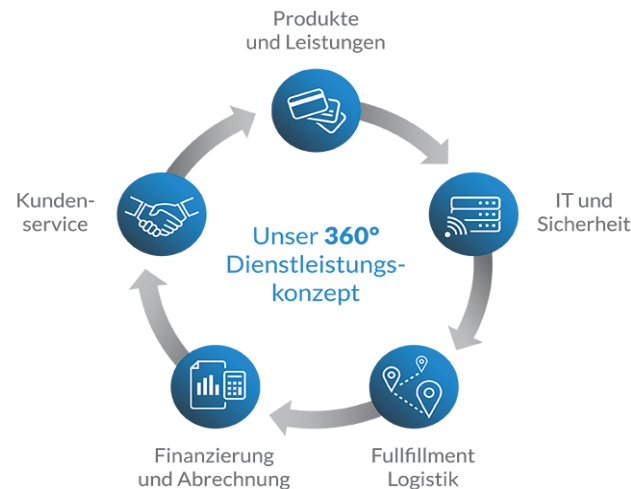 Produkte
und Leistungen
IT und
Sicherheit
Kunden-
service
Unser 360°
Dienstleistungs-
konzept
Finanzierung
und Abrechnung
Fullfillment
Logistik